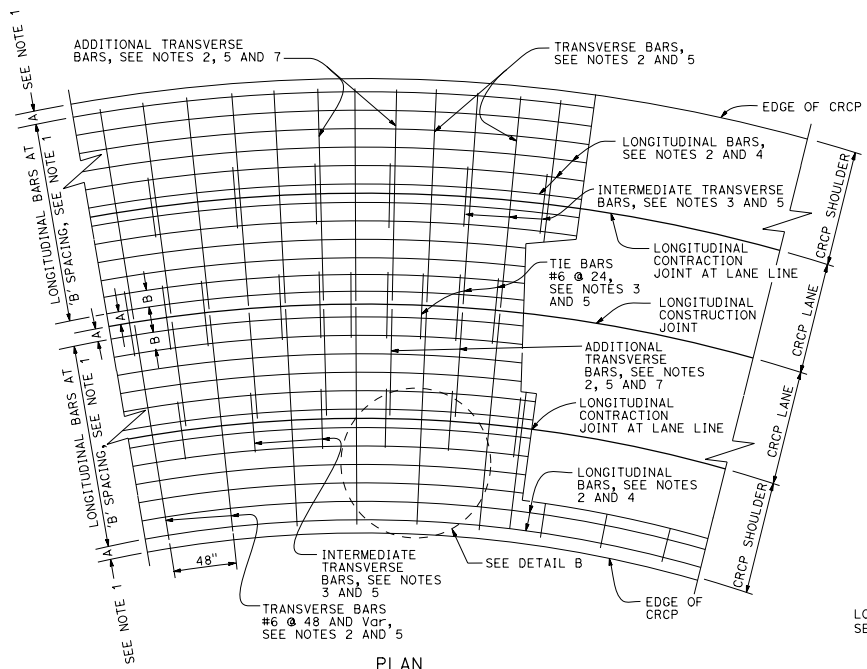 SEE NOTE 1
ADDITIONAL TRANSVERSE
BARS, SEE NOTES 2, 5 AND 7
TRANSVERSE BARS,
SEE NOTES 2 AND 5
EDGE OF CRCP
A
LONGITUDINAL BARS AT
'B' SPACING, SEE NOTE 1
LONGITUDINAL BARS,
SEE NOTES 2 AND 4
INTERMEDIATE TRANSVERSE
BARS, SEE NOTES 3 AND 5
CRCP SHOULDER
LONGITUDINAL
CONTRACTION
JOINT AT LANE LINE
TIE BARS
#6 @ 24,
SEE NOTES 3
AND 5
LONGITUDINAL
CONSTRUCTION
JOINT
CRCP LANE
B
A
B
A
ADDITIONAL
TRANSVERSE
BARS, SEE NOTES
2, 5 AND 7
LONGITUDINAL
CONTRACTION
JOINT AT LANE LINE
CRCP LANE
LONGITUDINAL BARS AT
'B' SPACING, SEE NOTE 1
LONGITUDINAL
BARS, SEE NOTES
2 AND 4
CRCP SHOULDER
A
48"
INTERMEDIATE
TRANSVERSE
BARS, SEE NOTES
3 AND 5
SEE DETAIL B
SEE NOTE 1
TRANSVERSE BARS
#6 @ 48 AND Var,
SEE NOTES 2 AND 5
EDGE OF
CRCP
LO
SE
PLAN